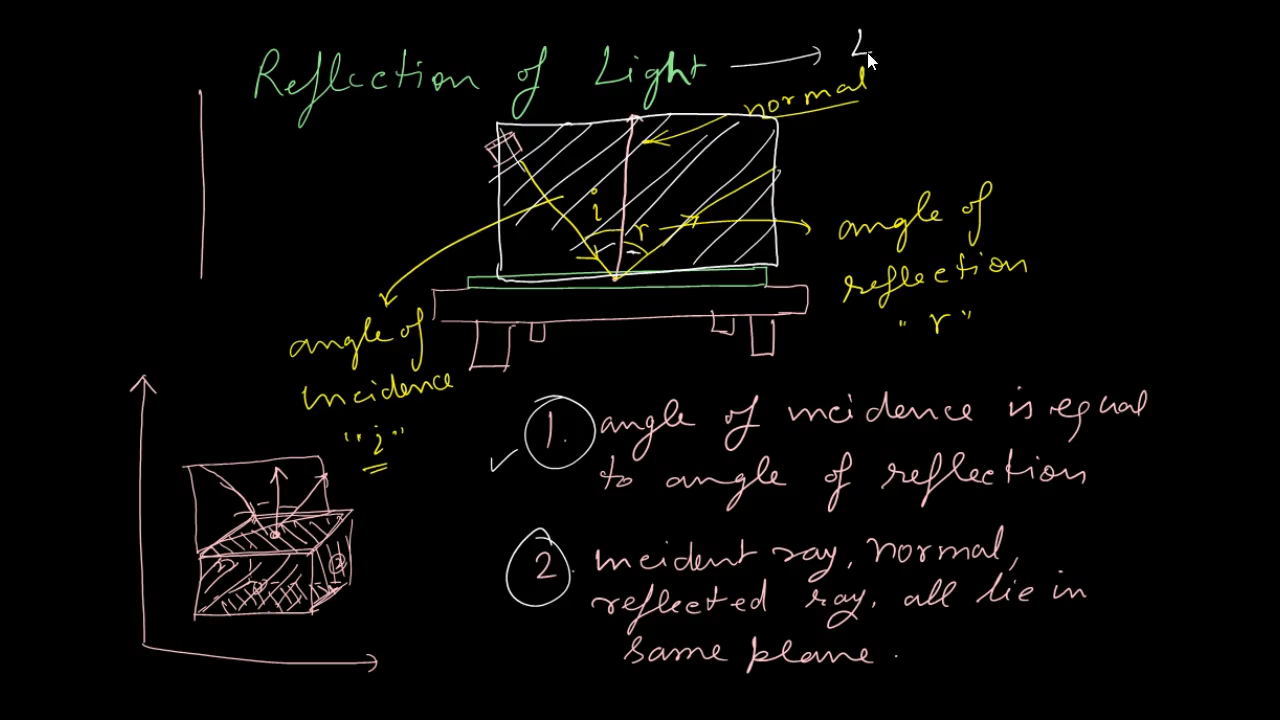 Reflection of Light → L
normal
i
r
angle of
reflection
"r"
angle of
incidence
"i"
1. angle of incidence is equal
to angle of reflection
2. incident ray, normal,
reflected ray, all lie in
same plane.